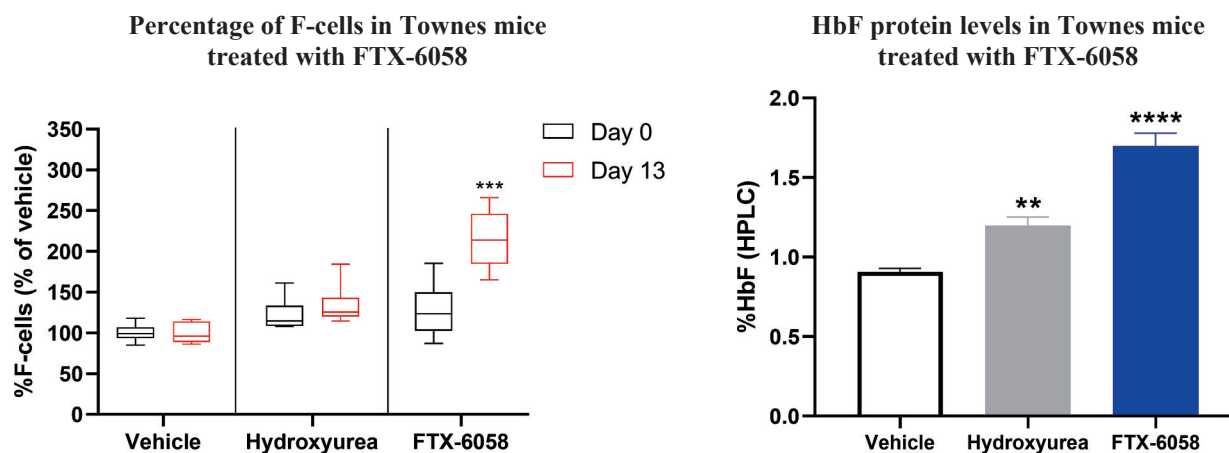 Percentage of F-cells in Townes mice
treated with FTX-6058
%F-cells (% of vehicle)
350
300
250
200
150
100
50
0
***
Day 0
Day 13
Vehicle
Hydroxyurea
FTX-6058
HbF protein levels in Townes mice
treated with FTX-6058
%HbF (HPLC)
2.0
1.5
1.0
0.5
0.0
**
****
Vehicle
Hydroxyurea
FTX-6058